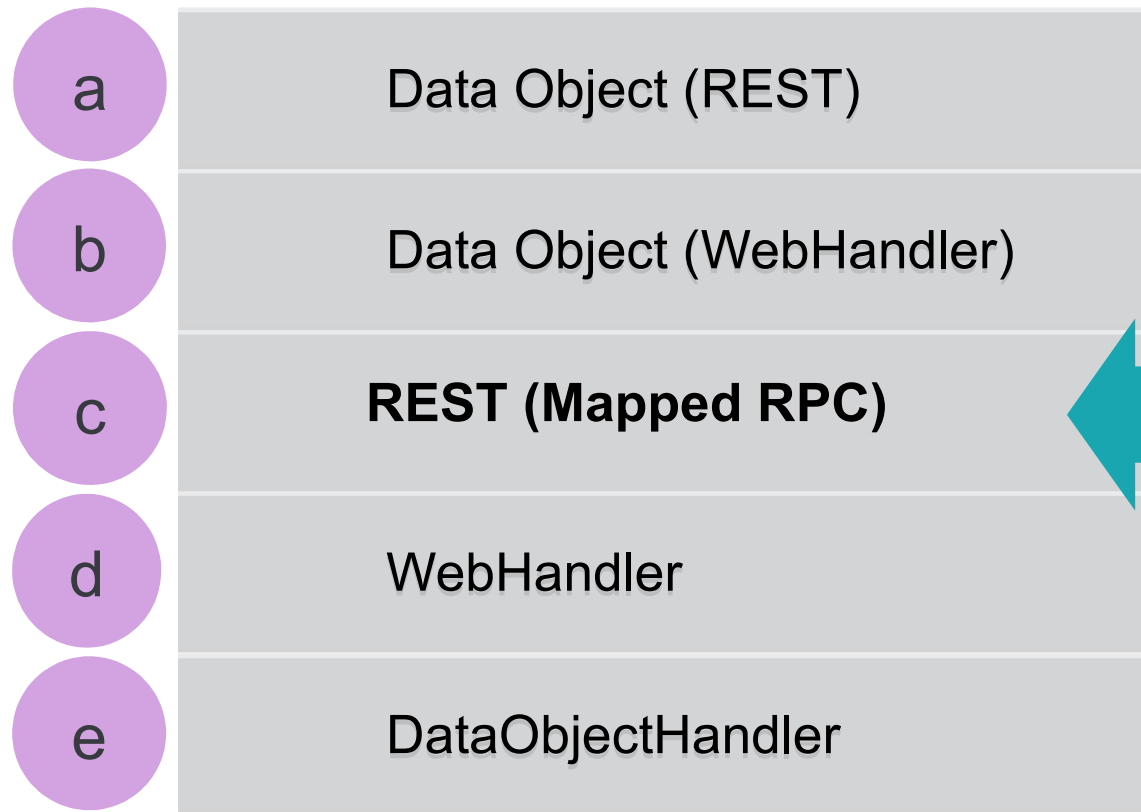 a Data Object (REST)
b Data Object (WebHandler)
c REST (Mapped RPC)
d WebHandler
e DataObjectHandler